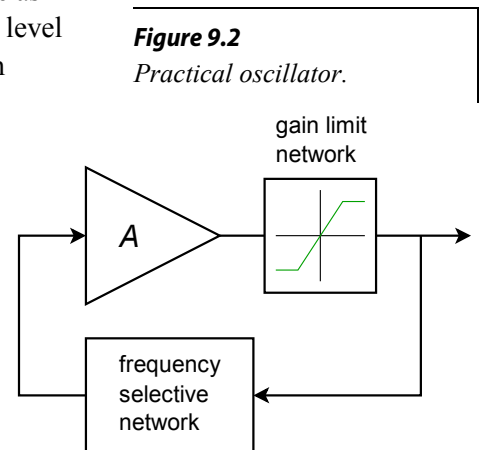 level
Figure 9.2
Practical oscillator.
gain limit
network
A
frequency
selective
network